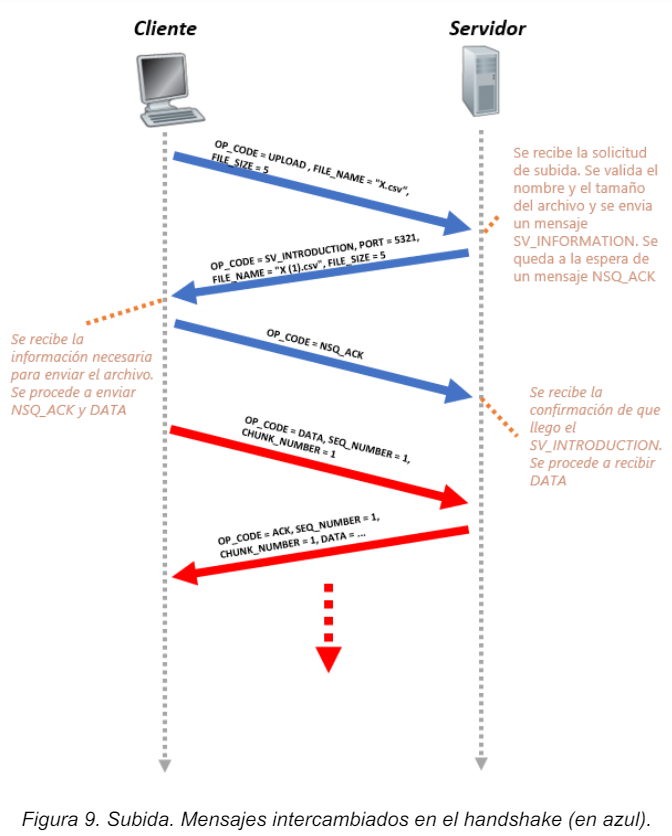 Cliente
Servidor
OP_CODE = UPLOAD , FILE_NAME = "X.csv",
FILE_SIZE = 5
Se recibe la solicitud
de subida. Se valida el
nombre y el tamaño
del archivo y se envia
un mensaje
SV_INFORMATION. Se
queda a la espera de
un mensaje NSQ_ACK
OP_CODE = SV_INTRODUCTION, PORT = 5321,
FILE_NAME = "X (1).csv", FILE_SIZE = 5
Se recibe la
información necesaria
para enviar el archivo.
Se procede a enviar
NSQ_ACK y DATA
OP_CODE = NSQ_ACK
Se recibe la
confirmación de que
llego el
SV_INTRODUCTION.
Se procede a recibir
DATA
OP_CODE = DATA, SEQ_NUMBER = 1,
CHUNK_NUMBER = 1
OP_CODE = ACK, SEQ_NUMBER = 1,
CHUNK_NUMBER = 1, DATA = ...
Figura 9. Subida. Mensajes intercambiados en el handshake (en azul).